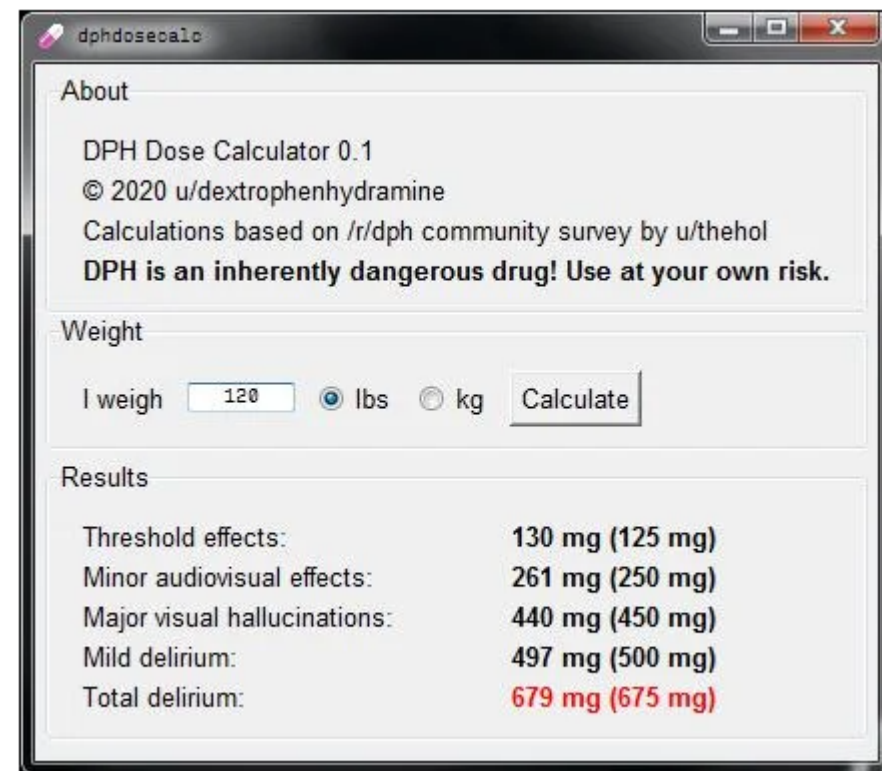 dphdosecalc
About
DPH Dose Calculator 0.1
© 2020 u/dextrophenhydramine
Calculations based on /r/dph community survey by u/thehol
DPH is an inherently dangerous drug! Use at your own risk.
Weight
I weigh 120 lbs kg Calculate
Results
Threshold effects: 130 mg (125 mg)
Minor audiovisual effects: 261 mg (250 mg)
Major visual hallucinations: 440 mg (450 mg)
Mild delirium: 497 mg (500 mg)
Total delirium: 679 mg (675 mg)